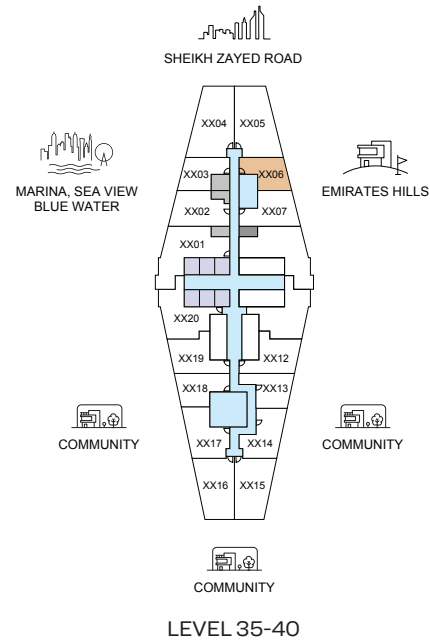 SHEIKH ZAYED ROAD
XX04
XX05
MARINA, SEA VIEW
BLUE WATER
XX03
XX06
EMIRATES HILLS
XX02
XX07
XX01
XX20
XX19
XX12
XX18
XX13
COMMUNITY
XX17
XX14
COMMUNITY
XX16
XX15
COMMUNITY
LEVEL 35-40